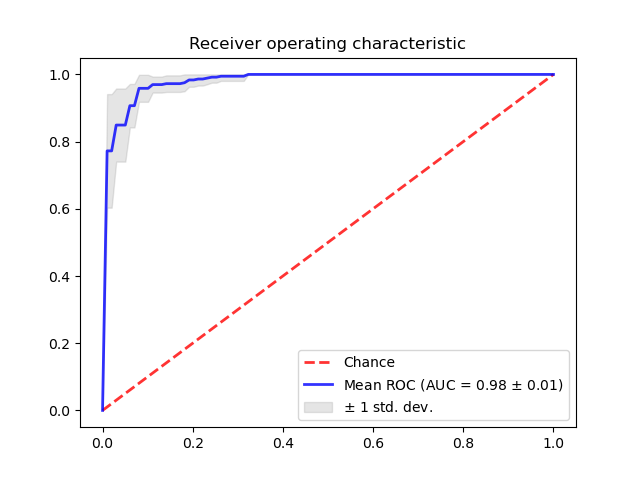 Receiver operating characteristic
1.0
0.8
0.6
0.4
0.2
0.0
Chance
Mean ROC (AUC = 0.98 ± 0.01)
± 1 std. dev.
0.0 0.2 0.4 0.6 0.8 1.0